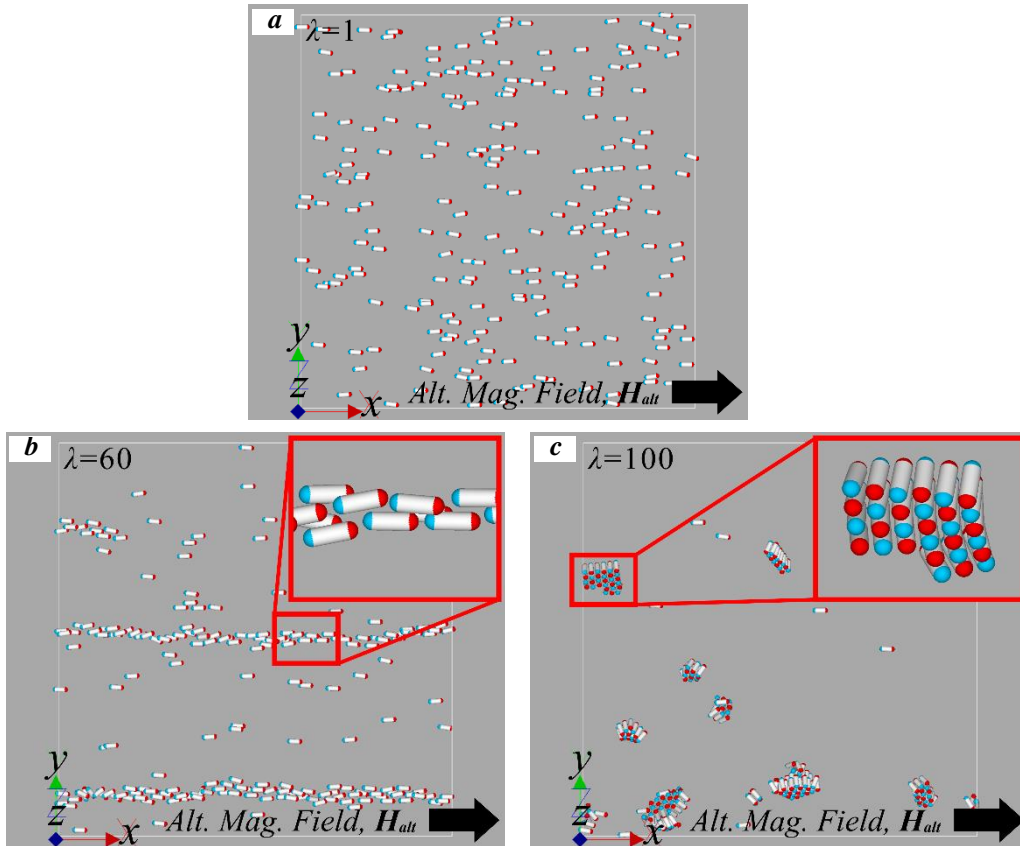 a
λ=1
y
z
x
Alt. Mag. Field, Halt
b
λ=60
y
z
x
Alt. Mag. Field, Halt
c
λ=100
y
z
x
Alt. Mag. Field, Halt